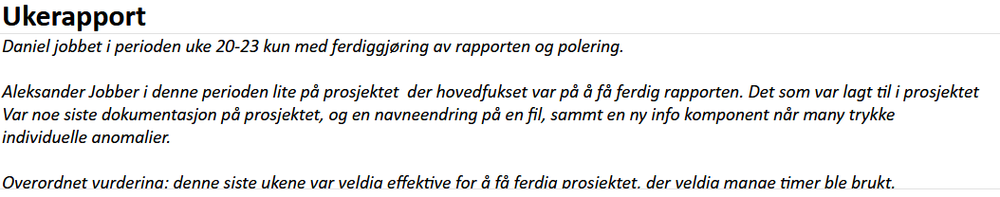 Ukerapport
Daniel jobbet i perioden uke 20-23 kun med ferdiggjøring av rapporten og polering.
Aleksander Jobber i denne perioden lite på prosjektet  der hovedfukset var på å få ferdig rapporten. Det som var lagt til i prosjektet
Var noe siste dokumentasjon på prosjektet, og en navneendring på en fil, sammt en ny info komponent når many trykke
individuelle anomalier.
Overordnet vurdering: denne siste ukene var veldig effektive for å få ferdig prosjektet, der veldig mange timer ble brukt.